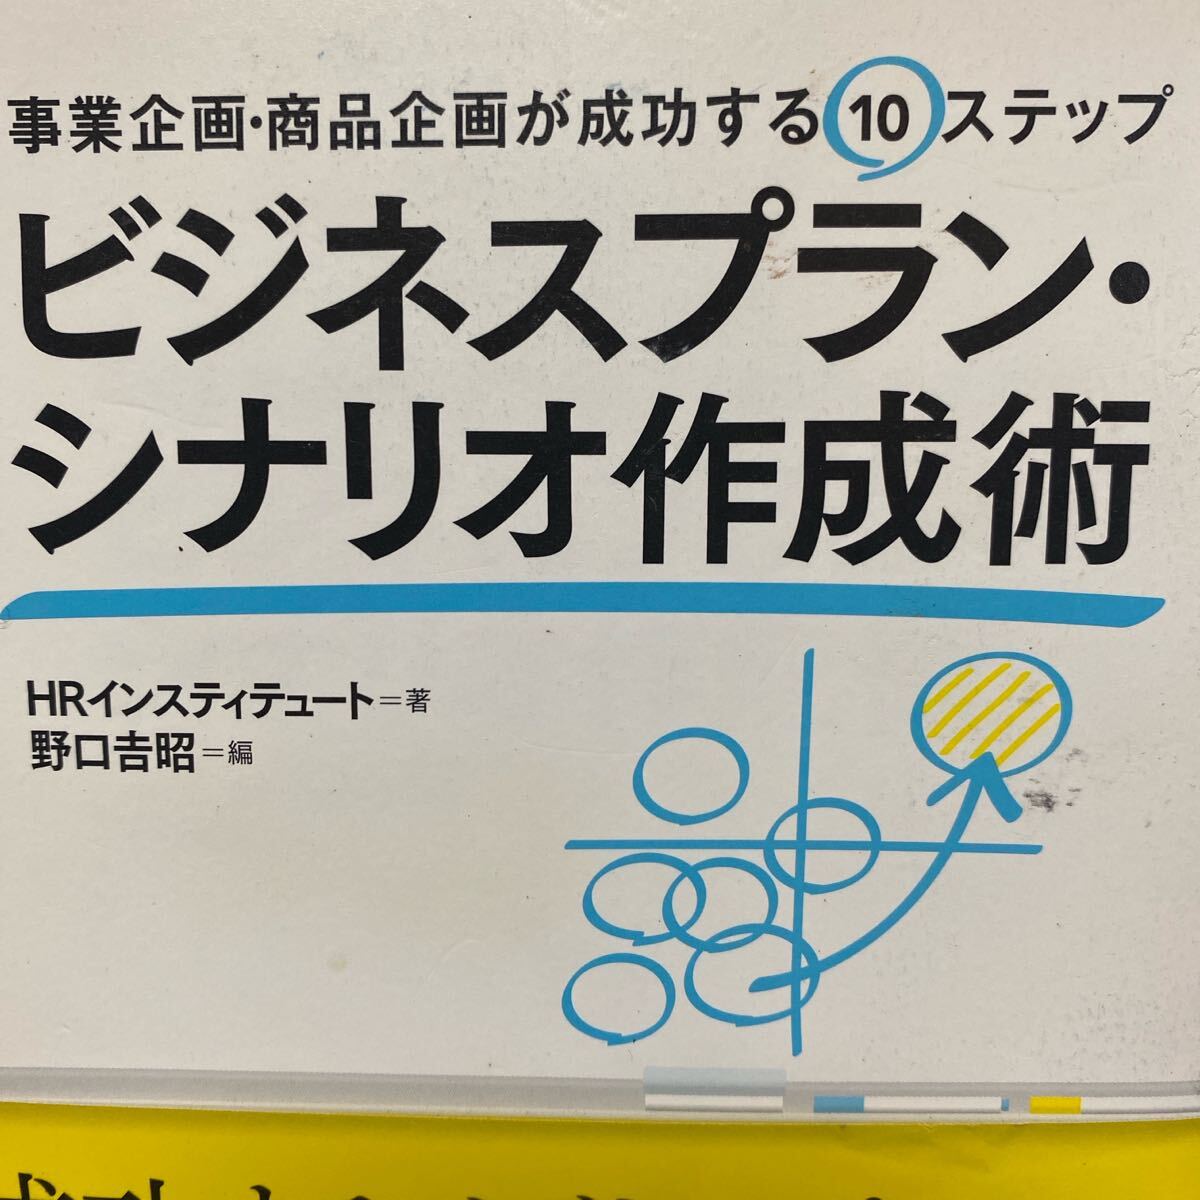 事業企画・商品企画が成功する10ステップ
ビジネスプラン・
シナリオ作成術
HRインスティテュート=著
野口吉昭=編